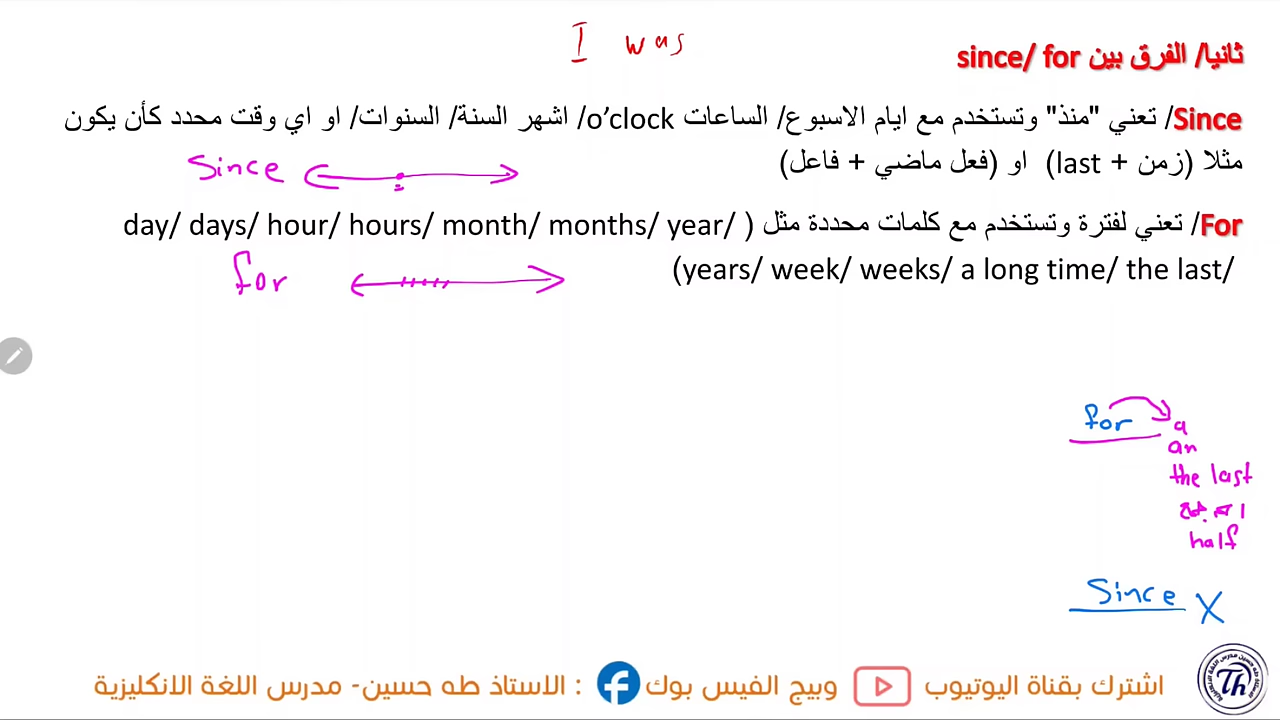 I was
ثانيا/ الفرق بين since/ for
Since/ تعني "منذ" وتستخدم مع ايام الاسبوع/ الساعات o’clock/ اشهر السنة/ السنوات/ او اي وقت محدد كأن يكون
مثلا (زمن + last) او (فعل ماضي + فاعل)
Since
For/ تعني لفترة وتستخدم مع كلمات محددة مثل ( day/ days/ hour/ hours/ month/ months/ year/
years/ week/ weeks/ a long time/ the last/)
for
for
a
an
the last
half
Since X
اشترك بقناة اليوتيوب وبيج الفيس بوك : الاستاذ طه حسين- مدرس اللغة الانكليزية
Th